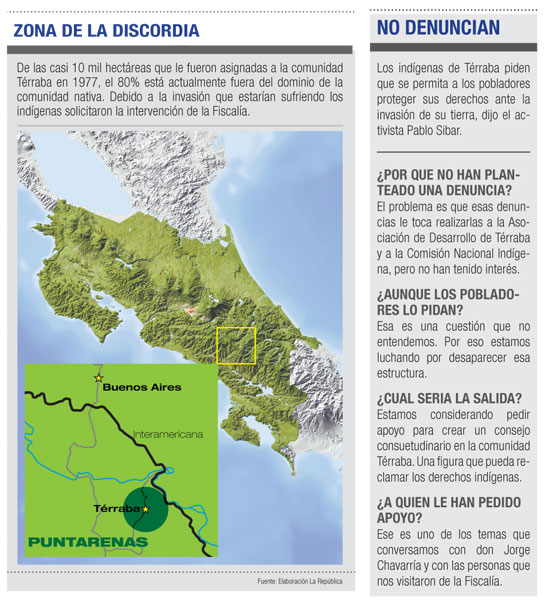 ZONA DE LA DISCORDIA
De las casi 10 mil hectáreas que le fueron asignadas a la comunidad
Térraba en 1977, el 80% está actualmente fuera del dominio de la
comunidad nativa. Debido a la invasión que estarían sufriendo los
indígenas solicitaron la intervención de la Fiscalía.
Buenos Aires
Interamericana
Térraba
PUNTARENAS
Fuente: Elaboración La República
NO DENUNCIAN
Los indígenas de Térraba piden
que se permita a los pobladores
proteger sus derechos ante la
invasión de su tierra, dijo el ac-
tivista Pablo Sibar.
¿POR QUE NO HAN PLAN-
TEADO UNA DENUNCIA?
El problema es que esas denun-
cias le toca realizarlas a la Aso-
ciación de Desarrollo de Térraba
y a la Comisión Nacional Indíge-
na, pero no han tenido interés.
¿AUNQUE LOS POBLADO-
RES LO PIDAN?
Esa es una cuestión que no
entendemos. Por eso estamos
luchando por desaparecer esa
estructura.
¿CUAL SERIA LA SALIDA?
Estamos considerando pedir
apoyo para crear un consejo
consuetudinario en la comunidad
Térraba. Una figura que pueda re-
clamar los derechos indígenas.
¿A QUIEN LE HAN PEDIDO
APOYO?
Ese es uno de los temas que
conversamos con don Jorge
Chavarría y con las personas que
nos visitaron de la Fiscalía.